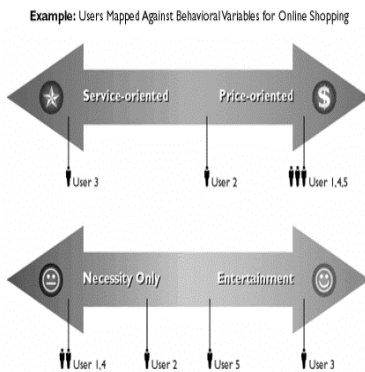 Example: Users Mapped Against Behavioral Variables for Online Shopping
Service-oriented Price-oriented $
User 3 User 2 User 1,4,5
Necessity Only Entertainment
User 1,4 User 2 User 5 User 3